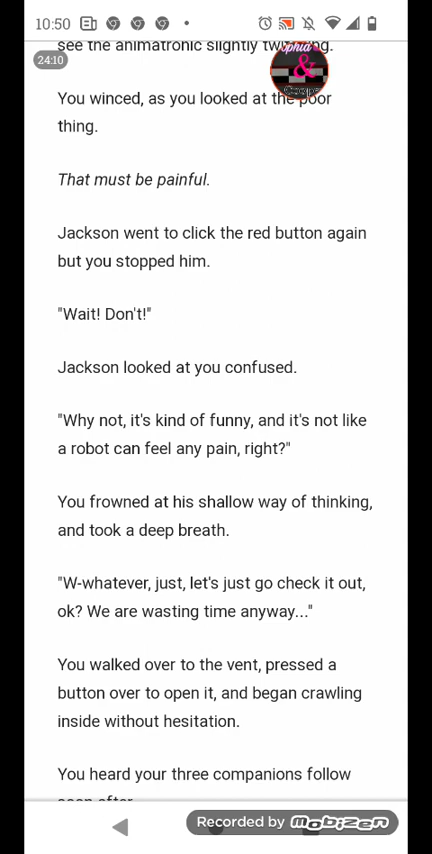 10:50
24:10
see the animatronic slightly
You winced, as you looked at the poor
thing.
That must be painful.
Jackson went to click the red button again
but you stopped him.
"Wait! Don't!"
Jackson looked at you confused.
"Why not, it's kind of funny, and it's not like
a robot can feel any pain, right?"
You frowned at his shallow way of thinking,
and took a deep breath.
"W-whatever, just, let's just go check it out,
ok? We are wasting time anyway..."
You walked over to the vent, pressed a
button over to open it, and began crawling
inside without hesitation.
You heard your three companions follow
soon after
Recorded by Mobizen